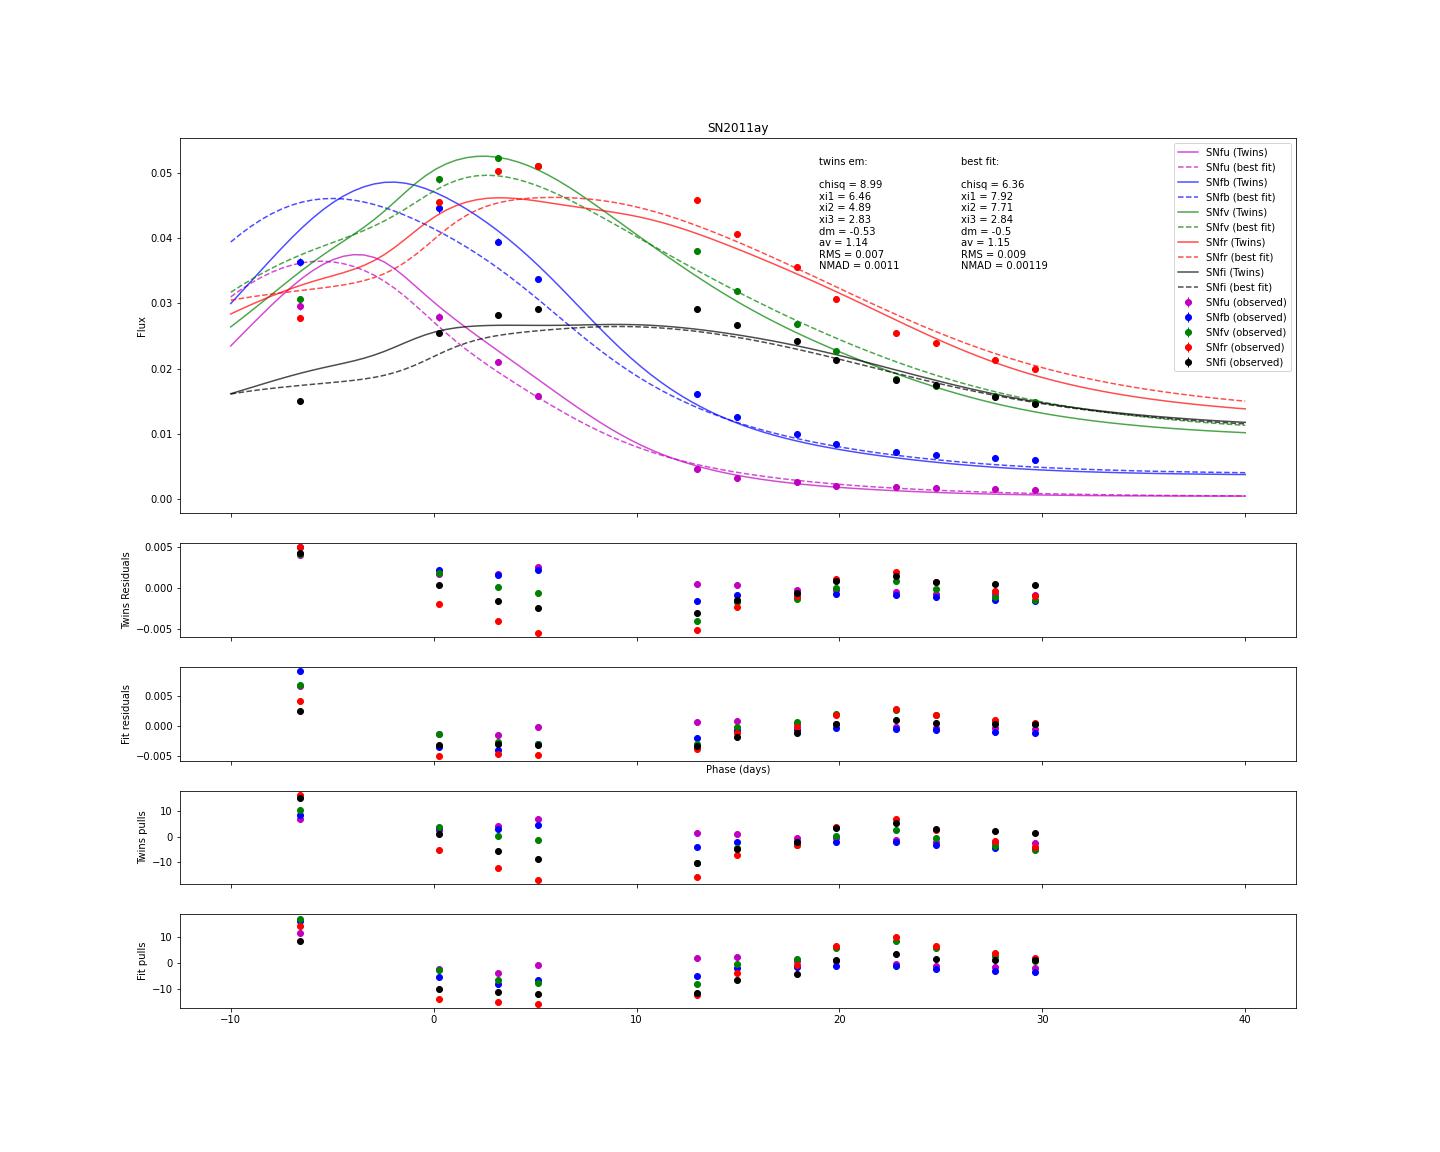 SN2011ay
0.05
0.04
0.03
0.02
0.01
0.00
Flux
twins em:
chisq = 8.99
xi1 = 6.46
xi2 = 4.89
xi3 = 2.83
dm = -0.53
av = 1.14
RMS = 0.007
NMAD = 0.0011
best fit:
chisq = 6.36
xi1 = 7.92
xi2 = 7.71
xi3 = 2.84
dm = -0.5
av = 1.15
RMS = 0.009
NMAD = 0.00119
SNfu (Twins)
SNfu (best fit)
SNfb (Twins)
SNfb (best fit)
SNfv (Twins)
SNfv (best fit)
SNfr (Twins)
SNfr (best fit)
SNfi (Twins)
SNfi (best fit)
SNfu (observed)
SNfb (observed)
SNfv (observed)
SNfr (observed)
SNfi (observed)
−10 0 10 20 30 40
0.005
0.000
−0.005
Twins Residuals
0.005
0.000
−0.005
Fit residuals
Phase (days)
10
0
−10
Twins pulls
10
0
−10
Fit pulls
−10 0 10 20 30 40